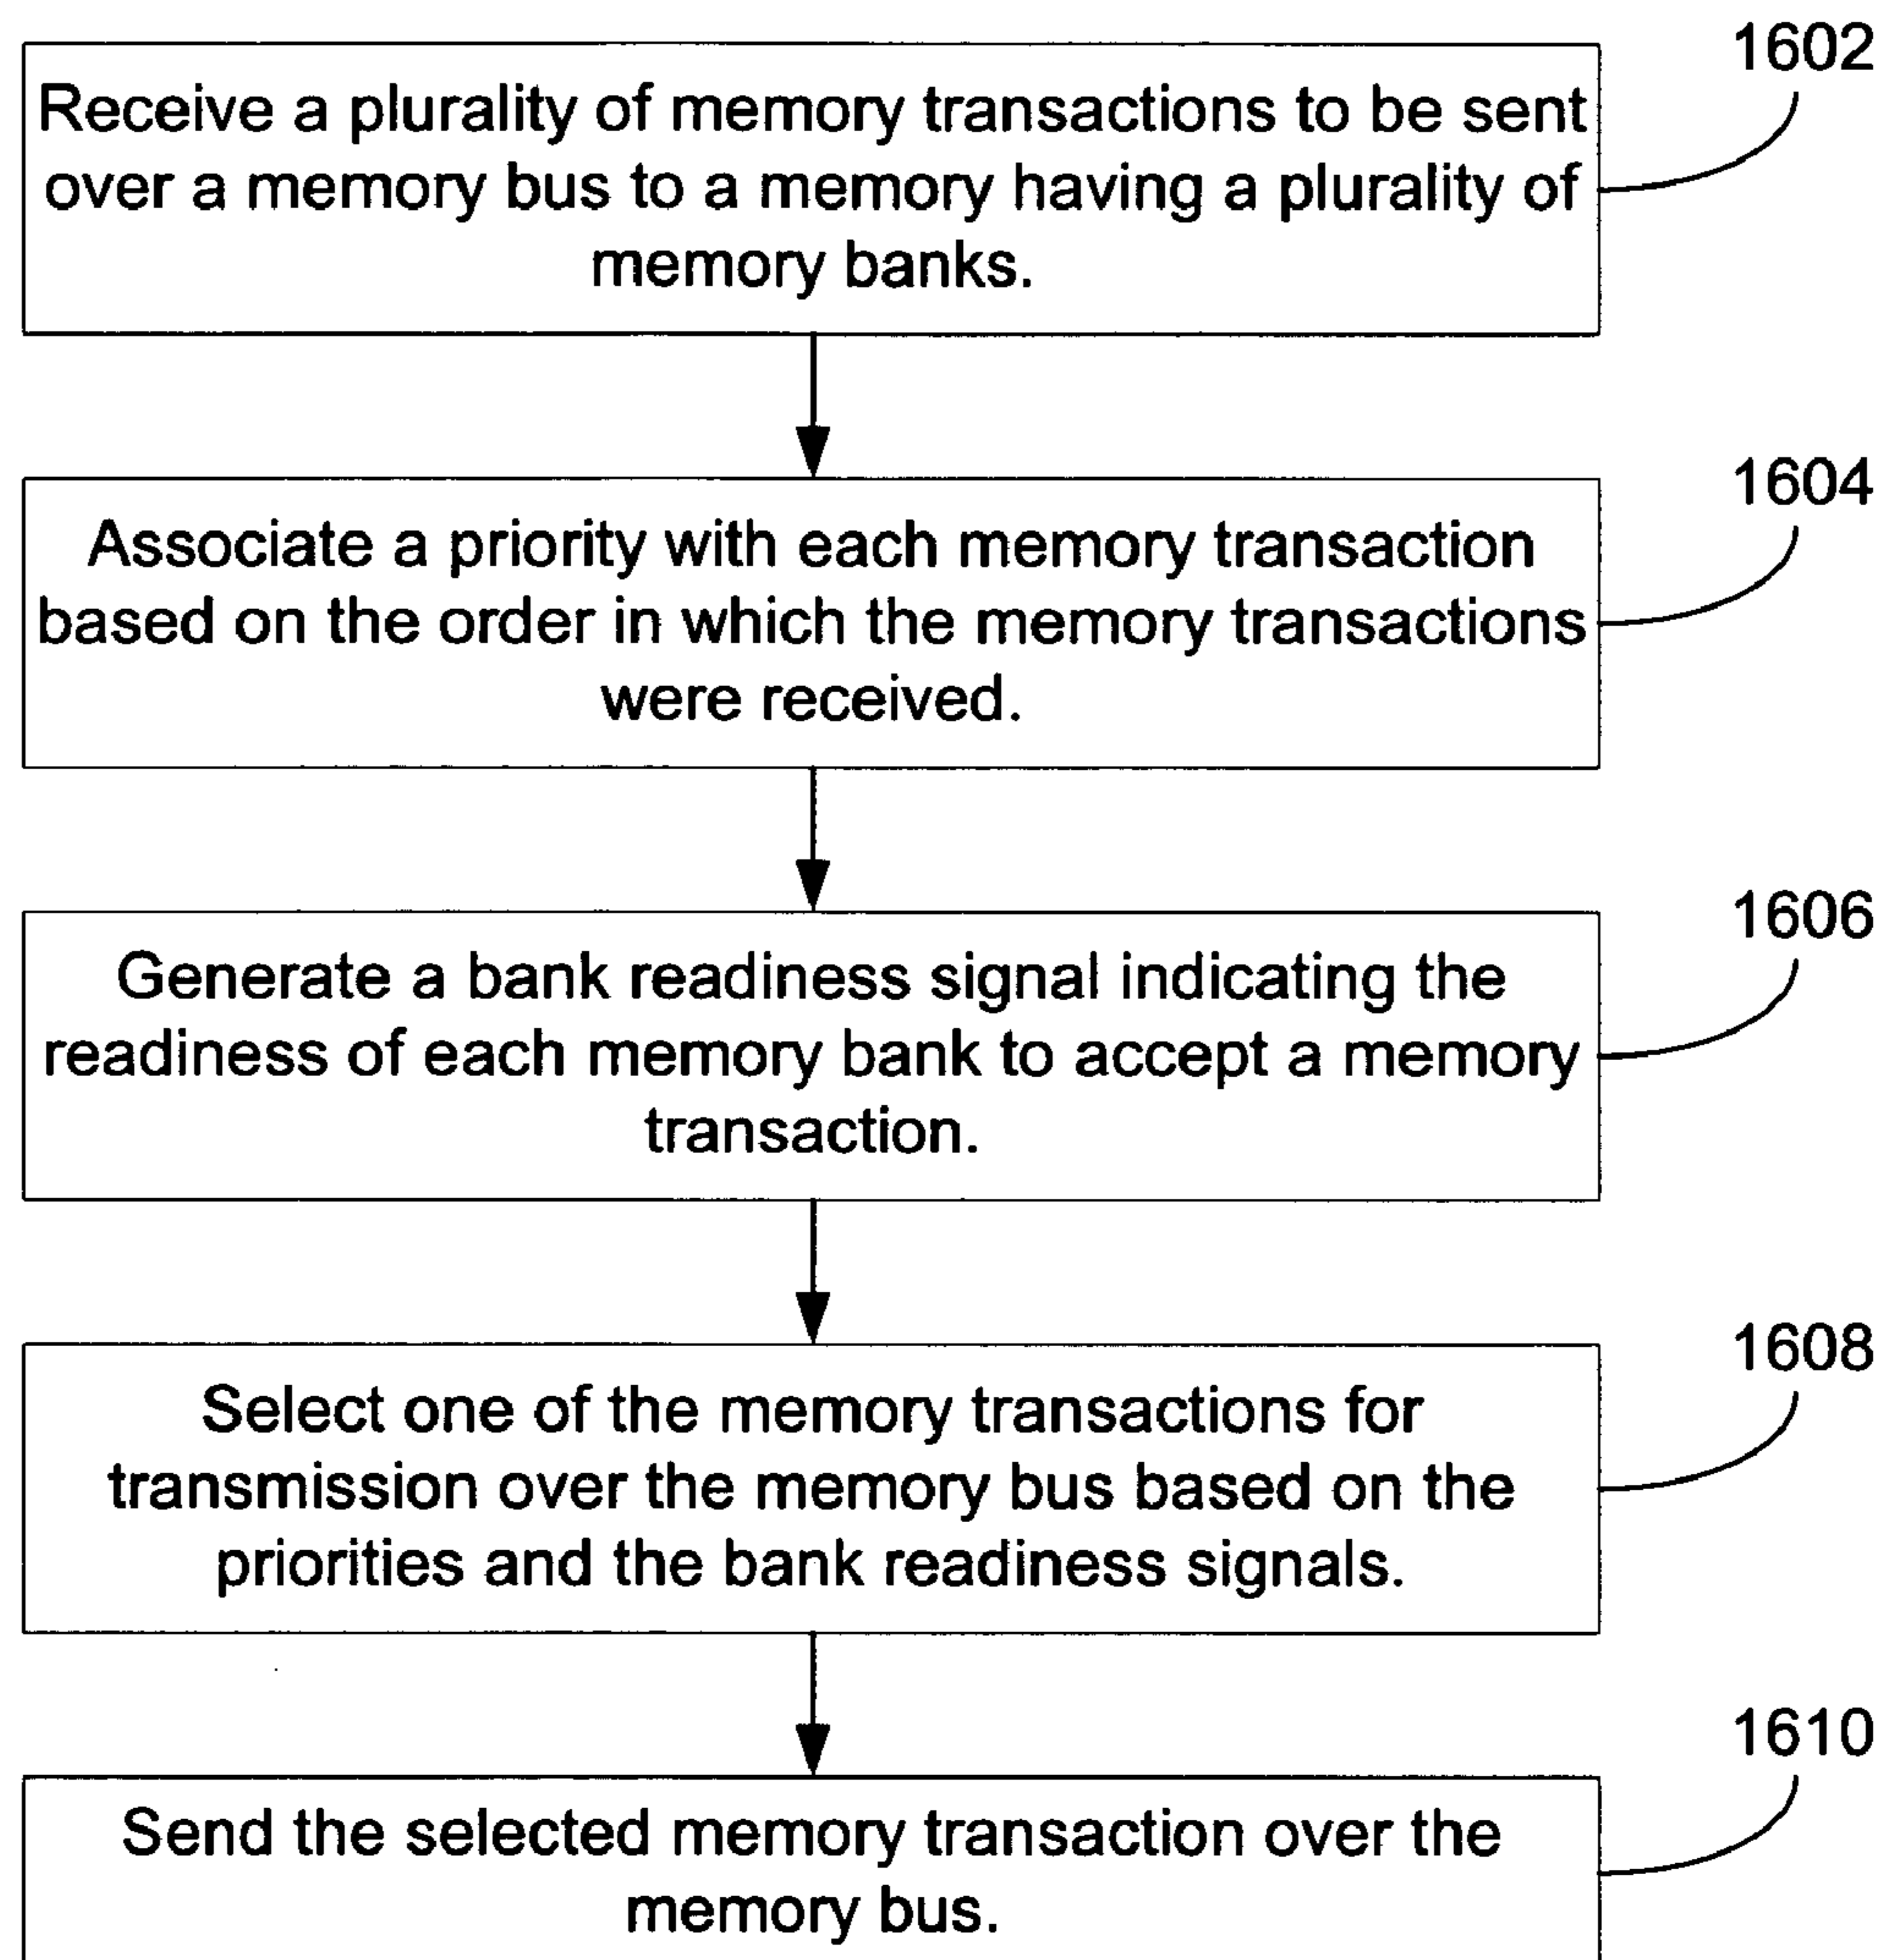 1602
Receive a plurality of memory transactions to be sent
over a memory bus to a memory having a plurality of
memory banks.
1604
Associate a priority with each memory transaction
based on the order in which the memory transactions
were received.
1606
Generate a bank readiness signal indicating the
readiness of each memory bank to accept a memory
transaction.
1608
Select one of the memory transactions for
transmission over the memory bus based on the
priorities and the bank readiness signals.
1610
Send the selected memory transaction over the
memory bus.